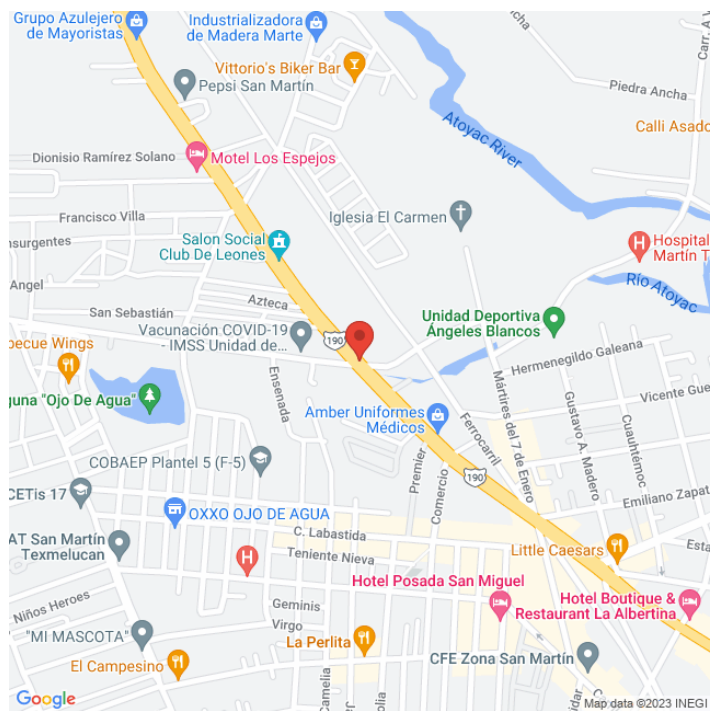 Grupo Azulejero
de Mayoristas
Industrializadora
de Madera Marte
Carr. A T
Vittorio's Biker Bar
Pepsi San Martín
Piedra Ancha
Calli Asado
Atoyac River
Dionisio Ramírez Solano
Motel Los Espejos
Francisco Villa
Iglesia El Carmen
nsurgentes
Salon Social
Club De Leones
Hospital
Martín T
Angel
Río Atoyac
Azteca
San Sebastián
Unidad Deportiva
Ángeles Blancos
Vacunación COVID-19
- IMSS Unidad de...
190
ecue Wings
Hermenegildo Galeana
Ensenada
Mártires del 7 de Enero
Gustavo A. Madero
Vicente Gue
Cuauhtémoc
guna "Ojo De Agua"
Amber Uniformes
Médicos
Ferrocarril
COBAEP Plantel 5 (F-5)
Premier
Comercio
190
CETis 17
Emiliano Zapat
OXXO OJO DE AGUA
C. Labastida
AT San Martín
Texmelucan
Teniente Nieva
Little Caesars
Esta
H
Hotel Posada San Miguel
Hotel Boutique &
Restaurant La Albertina
Niños Heroes
Geminis
Virgo
"MI MASCOTA"
La Perlita
El Campesino
CFE Zona San Martín
Camelia
Google
Map data ©2023 INEGI